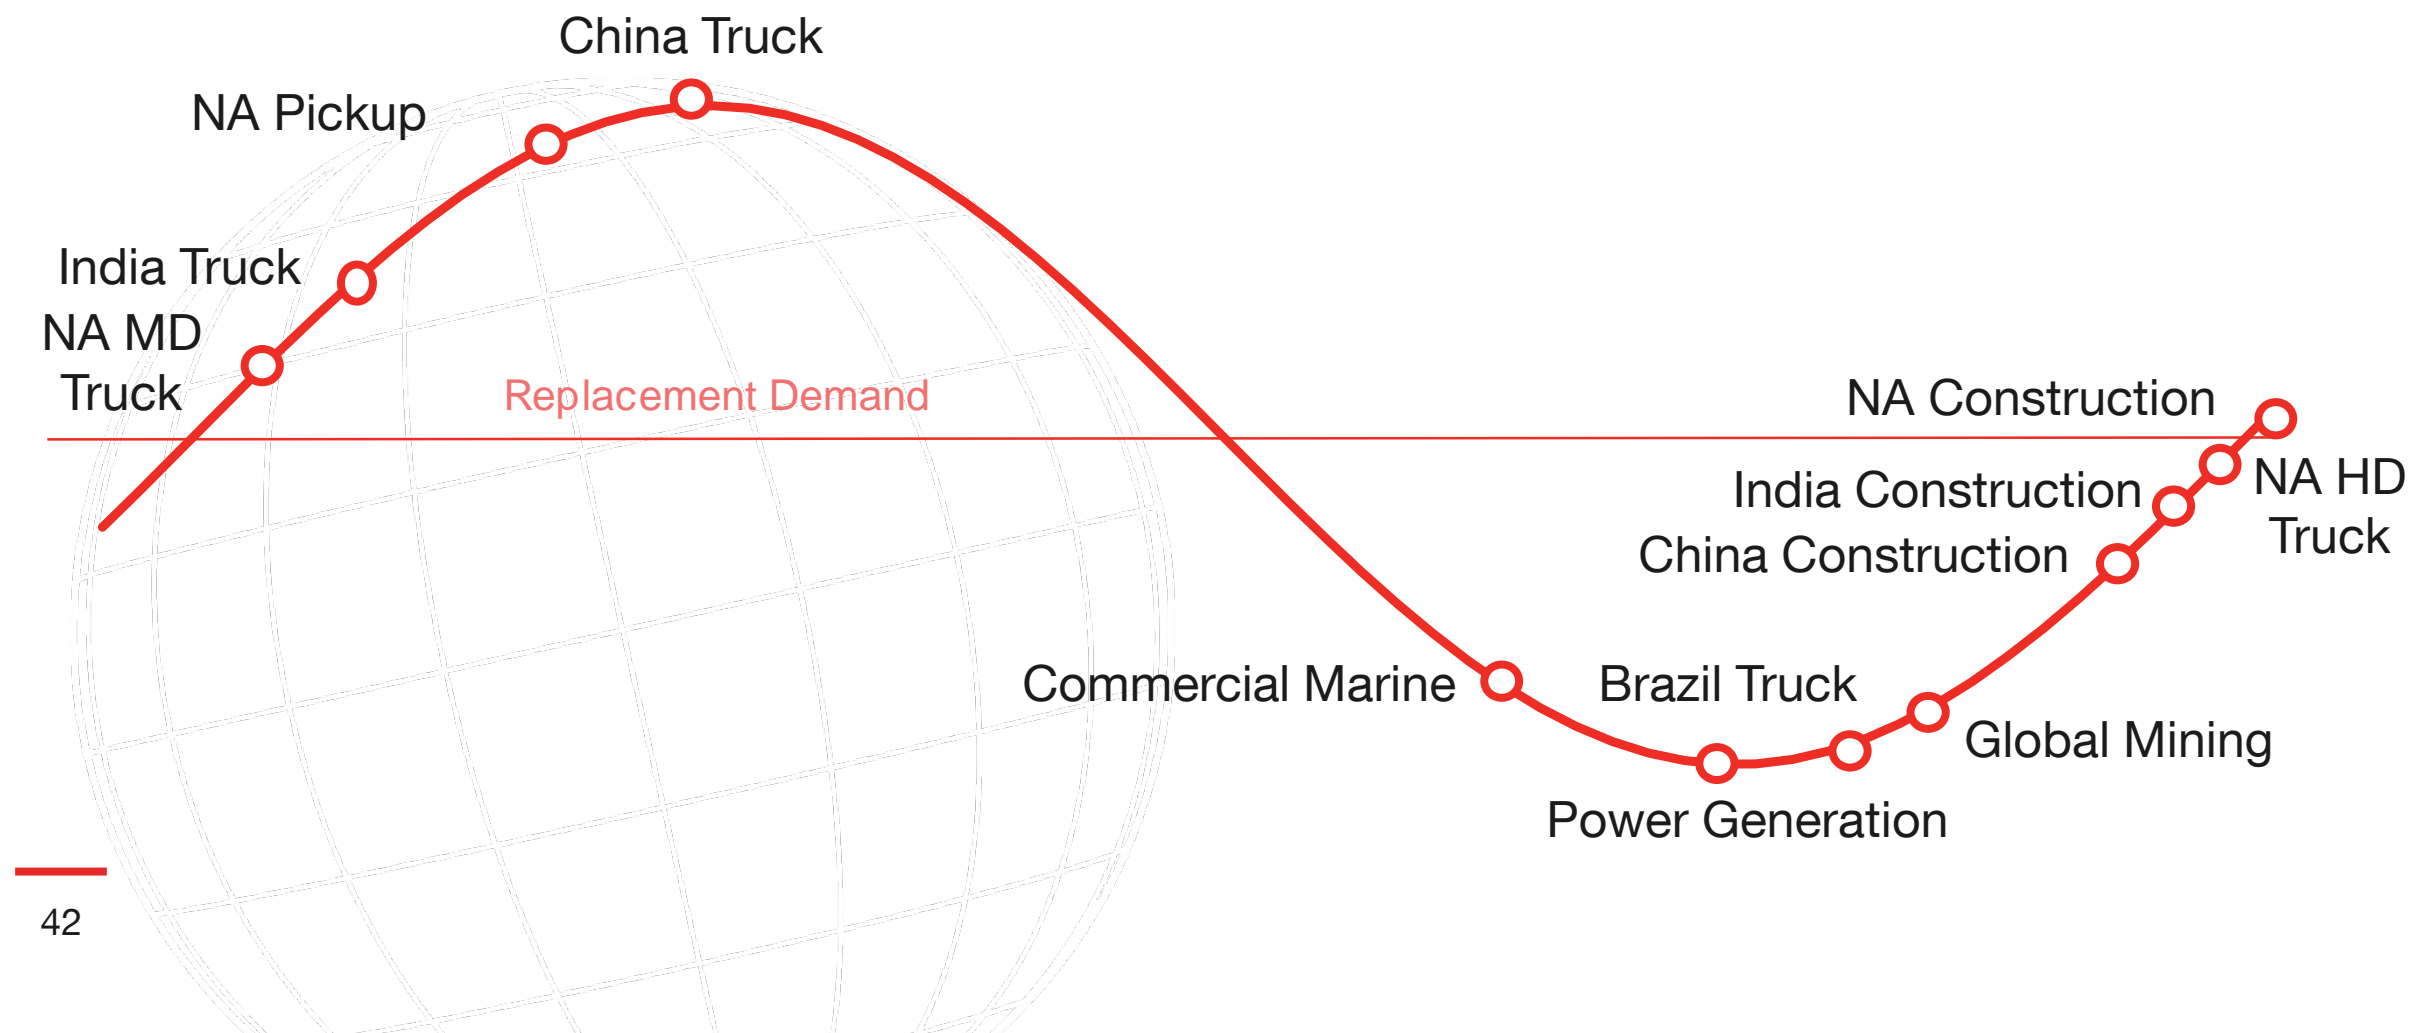 China Truck
NA Pickup
India Truck
NA MD
Truck
Replacement Demand
NA Construction
India Construction
NA HD
Truck
China Construction
Commercial Marine
Brazil Truck
Global Mining
Power Generation
42